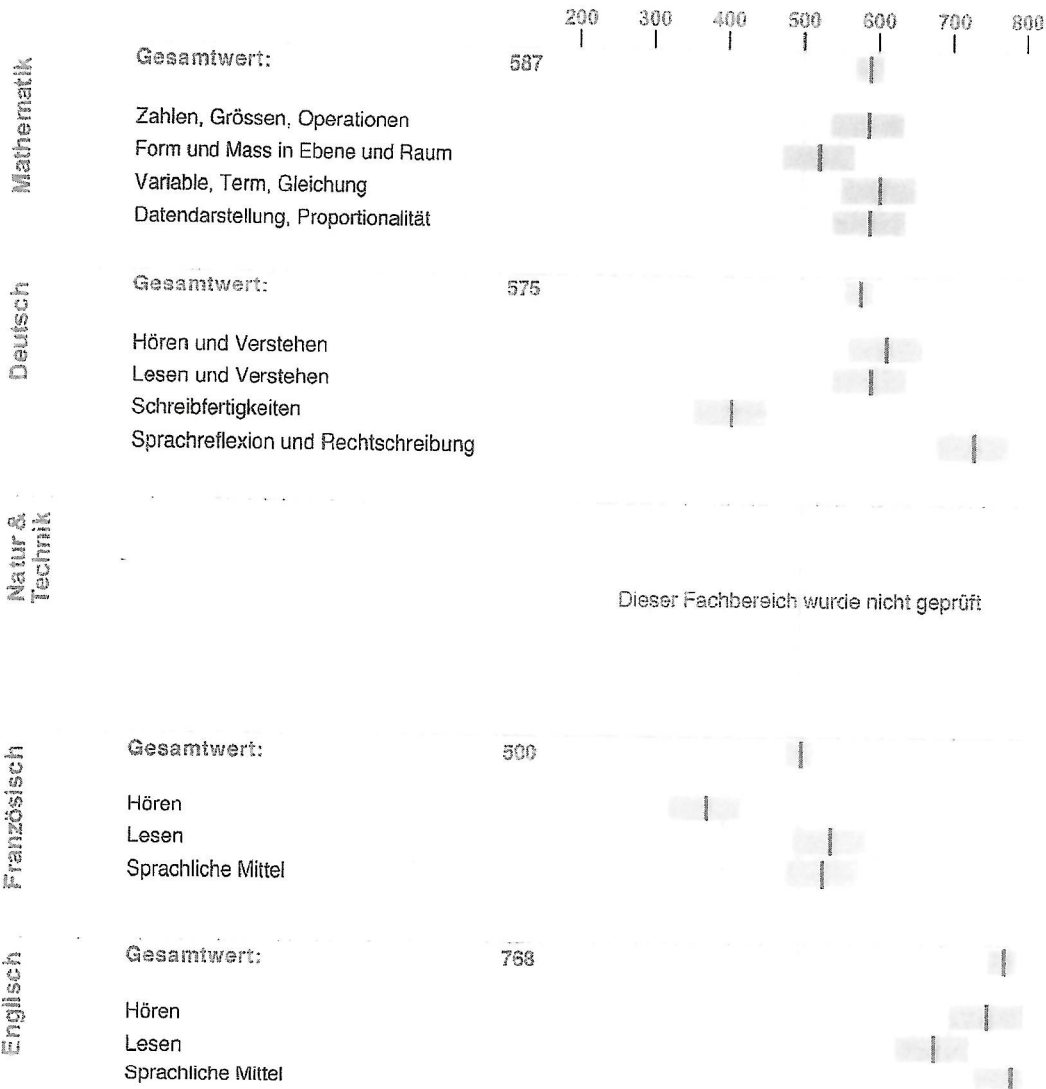 200 300 400 500 600 700 800
Mathematik
Gesamtwert: 587
Zahlen, Grössen, Operationen
Form und Mass in Ebene und Raum
Variable, Term, Gleichung
Datendarstellung, Proportionalität
Deutsch
Gesamtwert: 575
Hören und Verstehen
Lesen und Verstehen
Schreibfertigkeiten
Sprachreflexion und Rechtschreibung
Natur &
Technik
Dieser Fachbereich wurde nicht geprüft
Französisch
Gesamtwert: 500
Hören
Lesen
Sprachliche Mittel
Englisch
Gesamtwert: 768
Hören
Lesen
Sprachliche Mittel